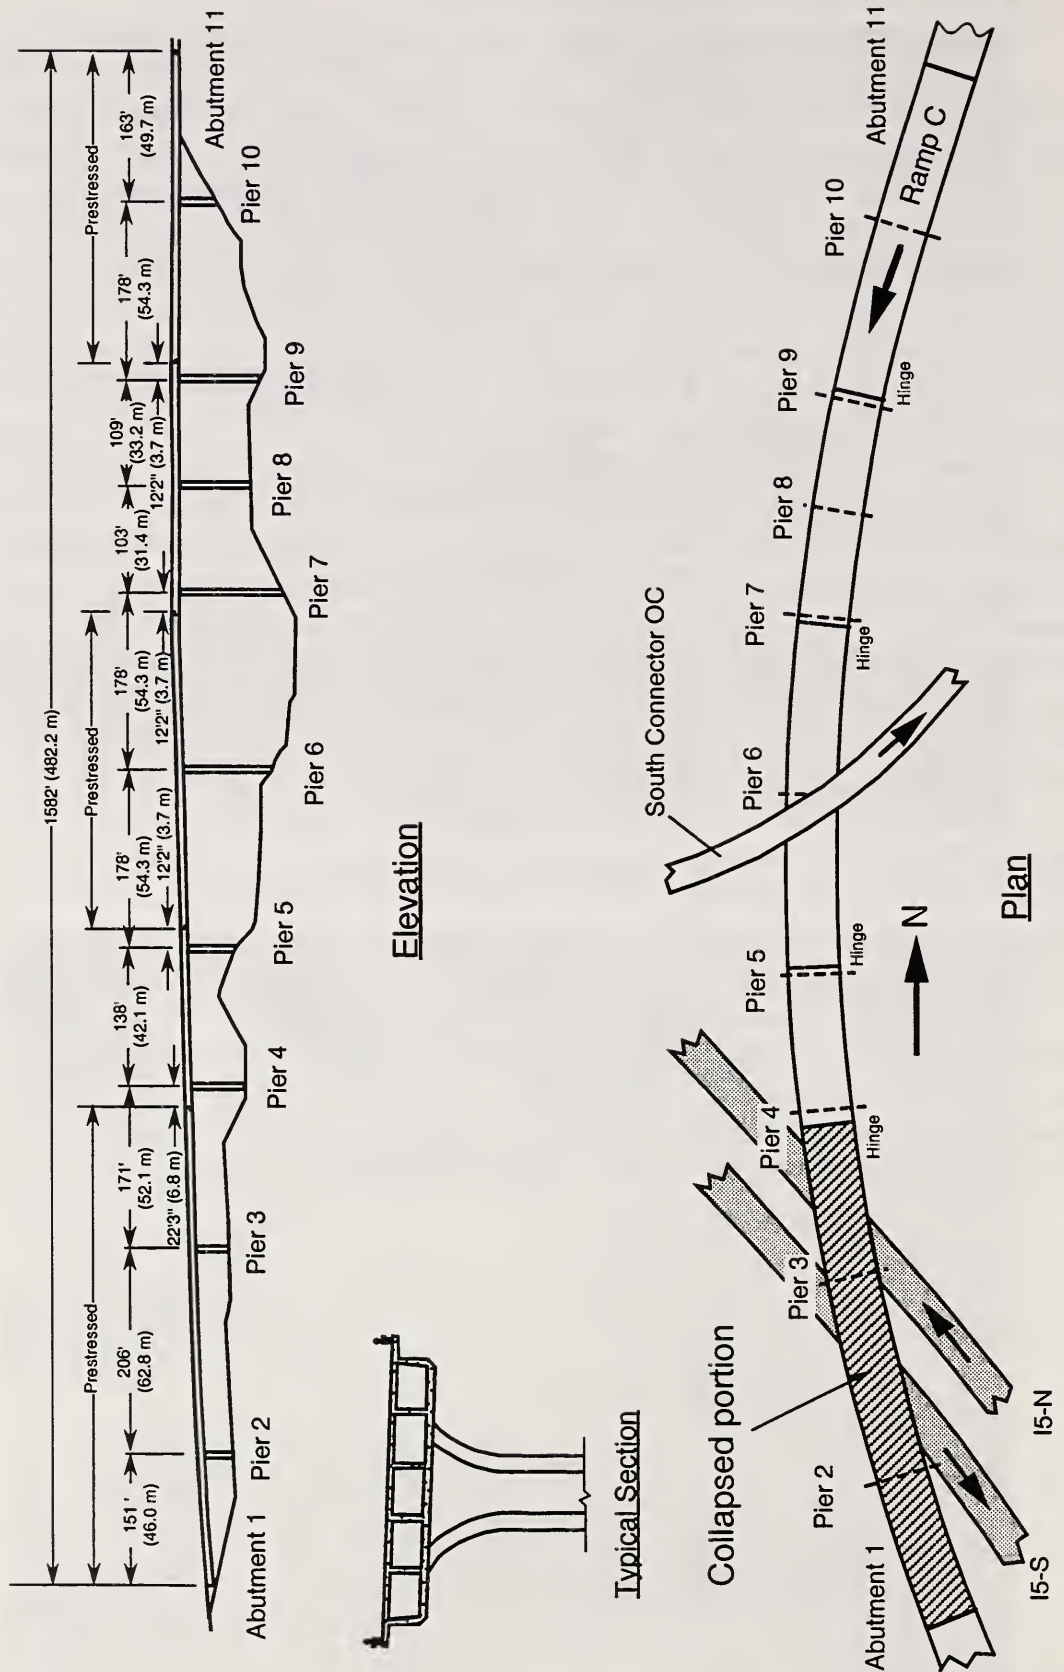 1582' (482.2 m)
Prestressed
Prestressed
Prestressed
151'
(46.0 m)
206'
(62.8 m)
171'
(52.1 m)
22'3" (6.8 m)
138'
(42.1 m)
178'
(54.3 m)
12'2" (3.7 m)
178'
(54.3 m)
12'2" (3.7 m)
103'
(31.4 m)
109'
(33.2 m)
12'2" (3.7 m)
178'
(54.3 m)
163'
(49.7 m)
Abutment 1
Pier 2
Pier 3
Pier 4
Pier 5
Pier 6
Pier 7
Pier 8
Pier 9
Pier 10
Abutment 11
Elevation
Typical Section
Collapsed portion
South Connector OC
Abutment 1
Pier 2
Pier 3
Pier 4
Pier 5
Pier 6
Pier 7
Pier 8
Pier 9
Pier 10
Abutment 11
Ramp C
Hinge
Hinge
Hinge
Hinge
N
I5-S
I5-N
Plan